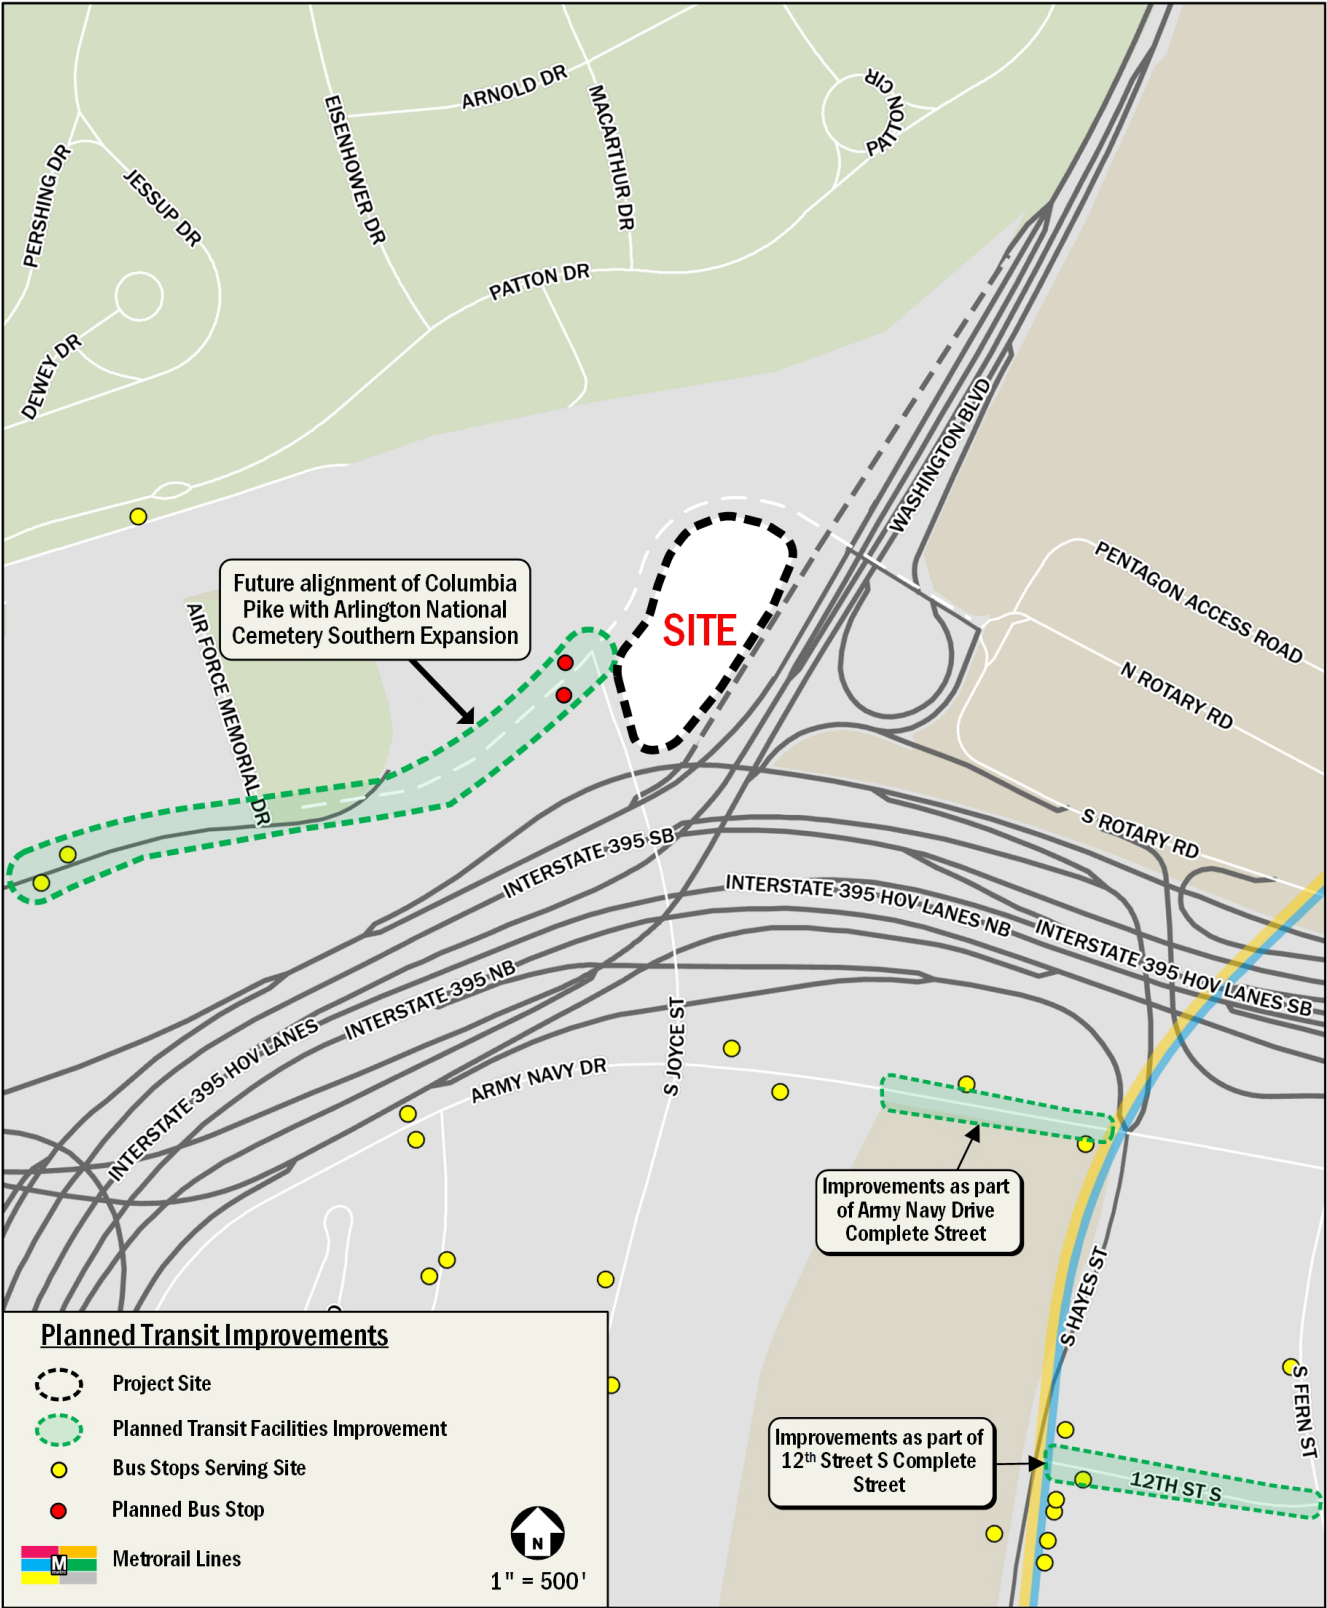 ARNOLD DR
EISENHOWER DR
MACARTHUR DR
PATTON CIR
PERSHING DR
JESSUP DR
PATTON DR
DEWEY DR
WASHINGTON BLVD
PENTAGON ACCESS ROAD
Future alignment of Columbia
Pike with Arlington National
Cemetery Southern Expansion
SITE
AIR FORCE MEMORIAL DR
N ROTARY RD
S ROTARY RD
INTERSTATE 395 SB
INTERSTATE 395 HOV LANES NB
INTERSTATE 395 HOV LANES SB
INTERSTATE 395 NB
INTERSTATE 395 HOV LANES
S JOYCE ST
ARMY NAVY DR
Improvements as part
of Army Navy Drive
Complete Street
S HAYES ST
S FERN ST
Improvements as part of
12th Street S Complete
Street
12TH ST S
Planned Transit Improvements
Project Site
Planned Transit Facilities Improvement
Bus Stops Serving Site
Planned Bus Stop
M
Metrorail Lines
N
1" = 500'